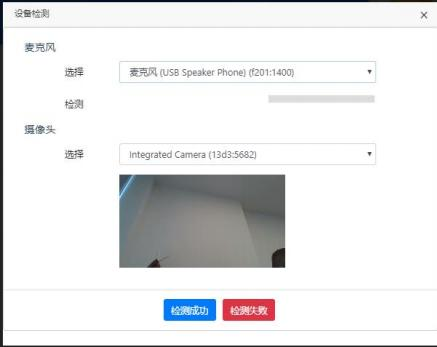 设备检测
×
麦克风
选择 麦克风 (USB Speaker Phone) (f201:1400)
检测
摄像头
选择 Integrated Camera (13d3:5682)
检测成功 检测失败